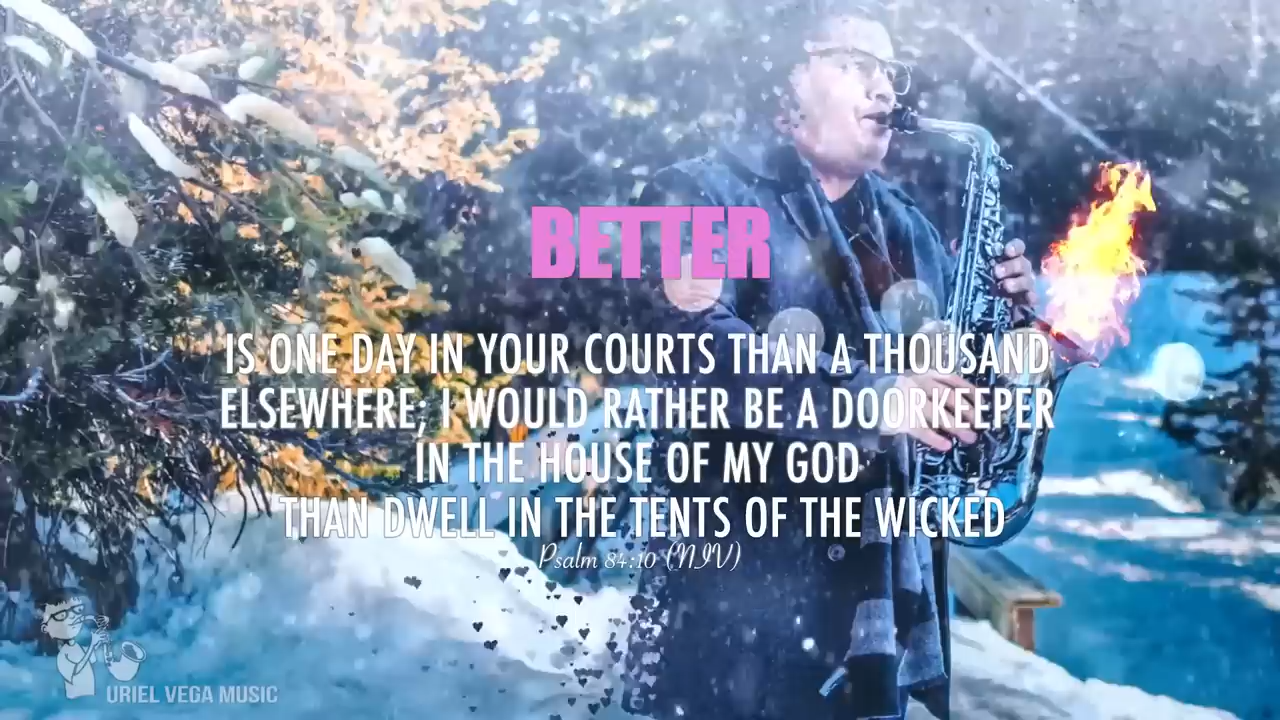 BETTER
IS ONE DAY IN YOUR COURTS THAN A THOUSAND
ELSEWHERE; I WOULD RATHER BE A DOORKEEPER
IN THE HOUSE OF MY GOD
THAN DWELL IN THE TENTS OF THE WICKED
Psalm 84:10 (NIV)
URIEL VEGA MUSIC